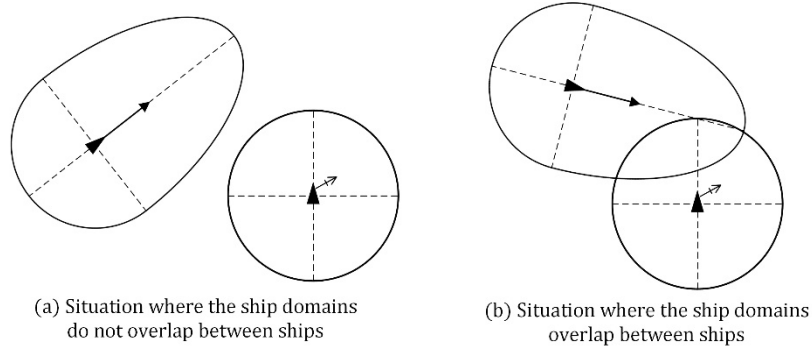 (a) Situation where the ship domains
do not overlap between ships
(b) Situation where the ship domains
overlap between ships